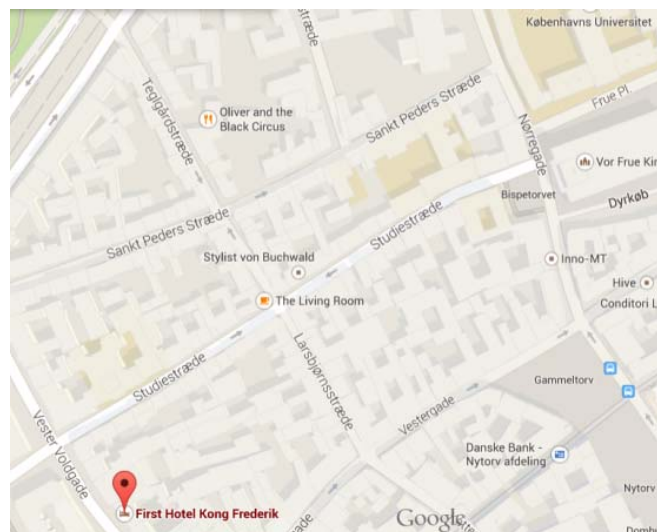 Københavns Universitet
Teglgårdstræde
Oliver and the
Black Circus
Sankt Peders Stræde
Frue Pl.
Nørregade
Vor Frue Kir
Bispetorvet
Dyrkøb
Sankt Peders Stræde
Studiestræde
Stylist von Buchwald
Inno-MT
Hive
The Living Room
Conditori L
Larsbjørnsstræde
Studiestræde
Gammeltorv
Vestergade
Vester Voldgade
Danske Bank -
Nytorv afdeling
Nytorv
First Hotel Kong Frederik
Google
Domhu